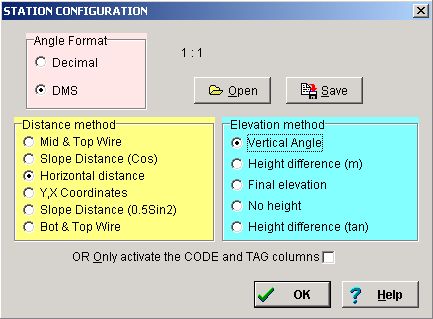 STATION CONFIGURATION
Angle Format
Decimal
DMS
1 : 1
Open
Save
Distance method
Mid & Top Wire
Slope Distance (Cos)
Horizontal distance
Y,X Coordinates
Slope Distance (0.5Sin2)
Bot & Top Wire
Elevation method
Vertical Angle
Height difference (m)
Final elevation
No height
Height difference (tan)
OR Only activate the CODE and TAG columns
OK
? Help